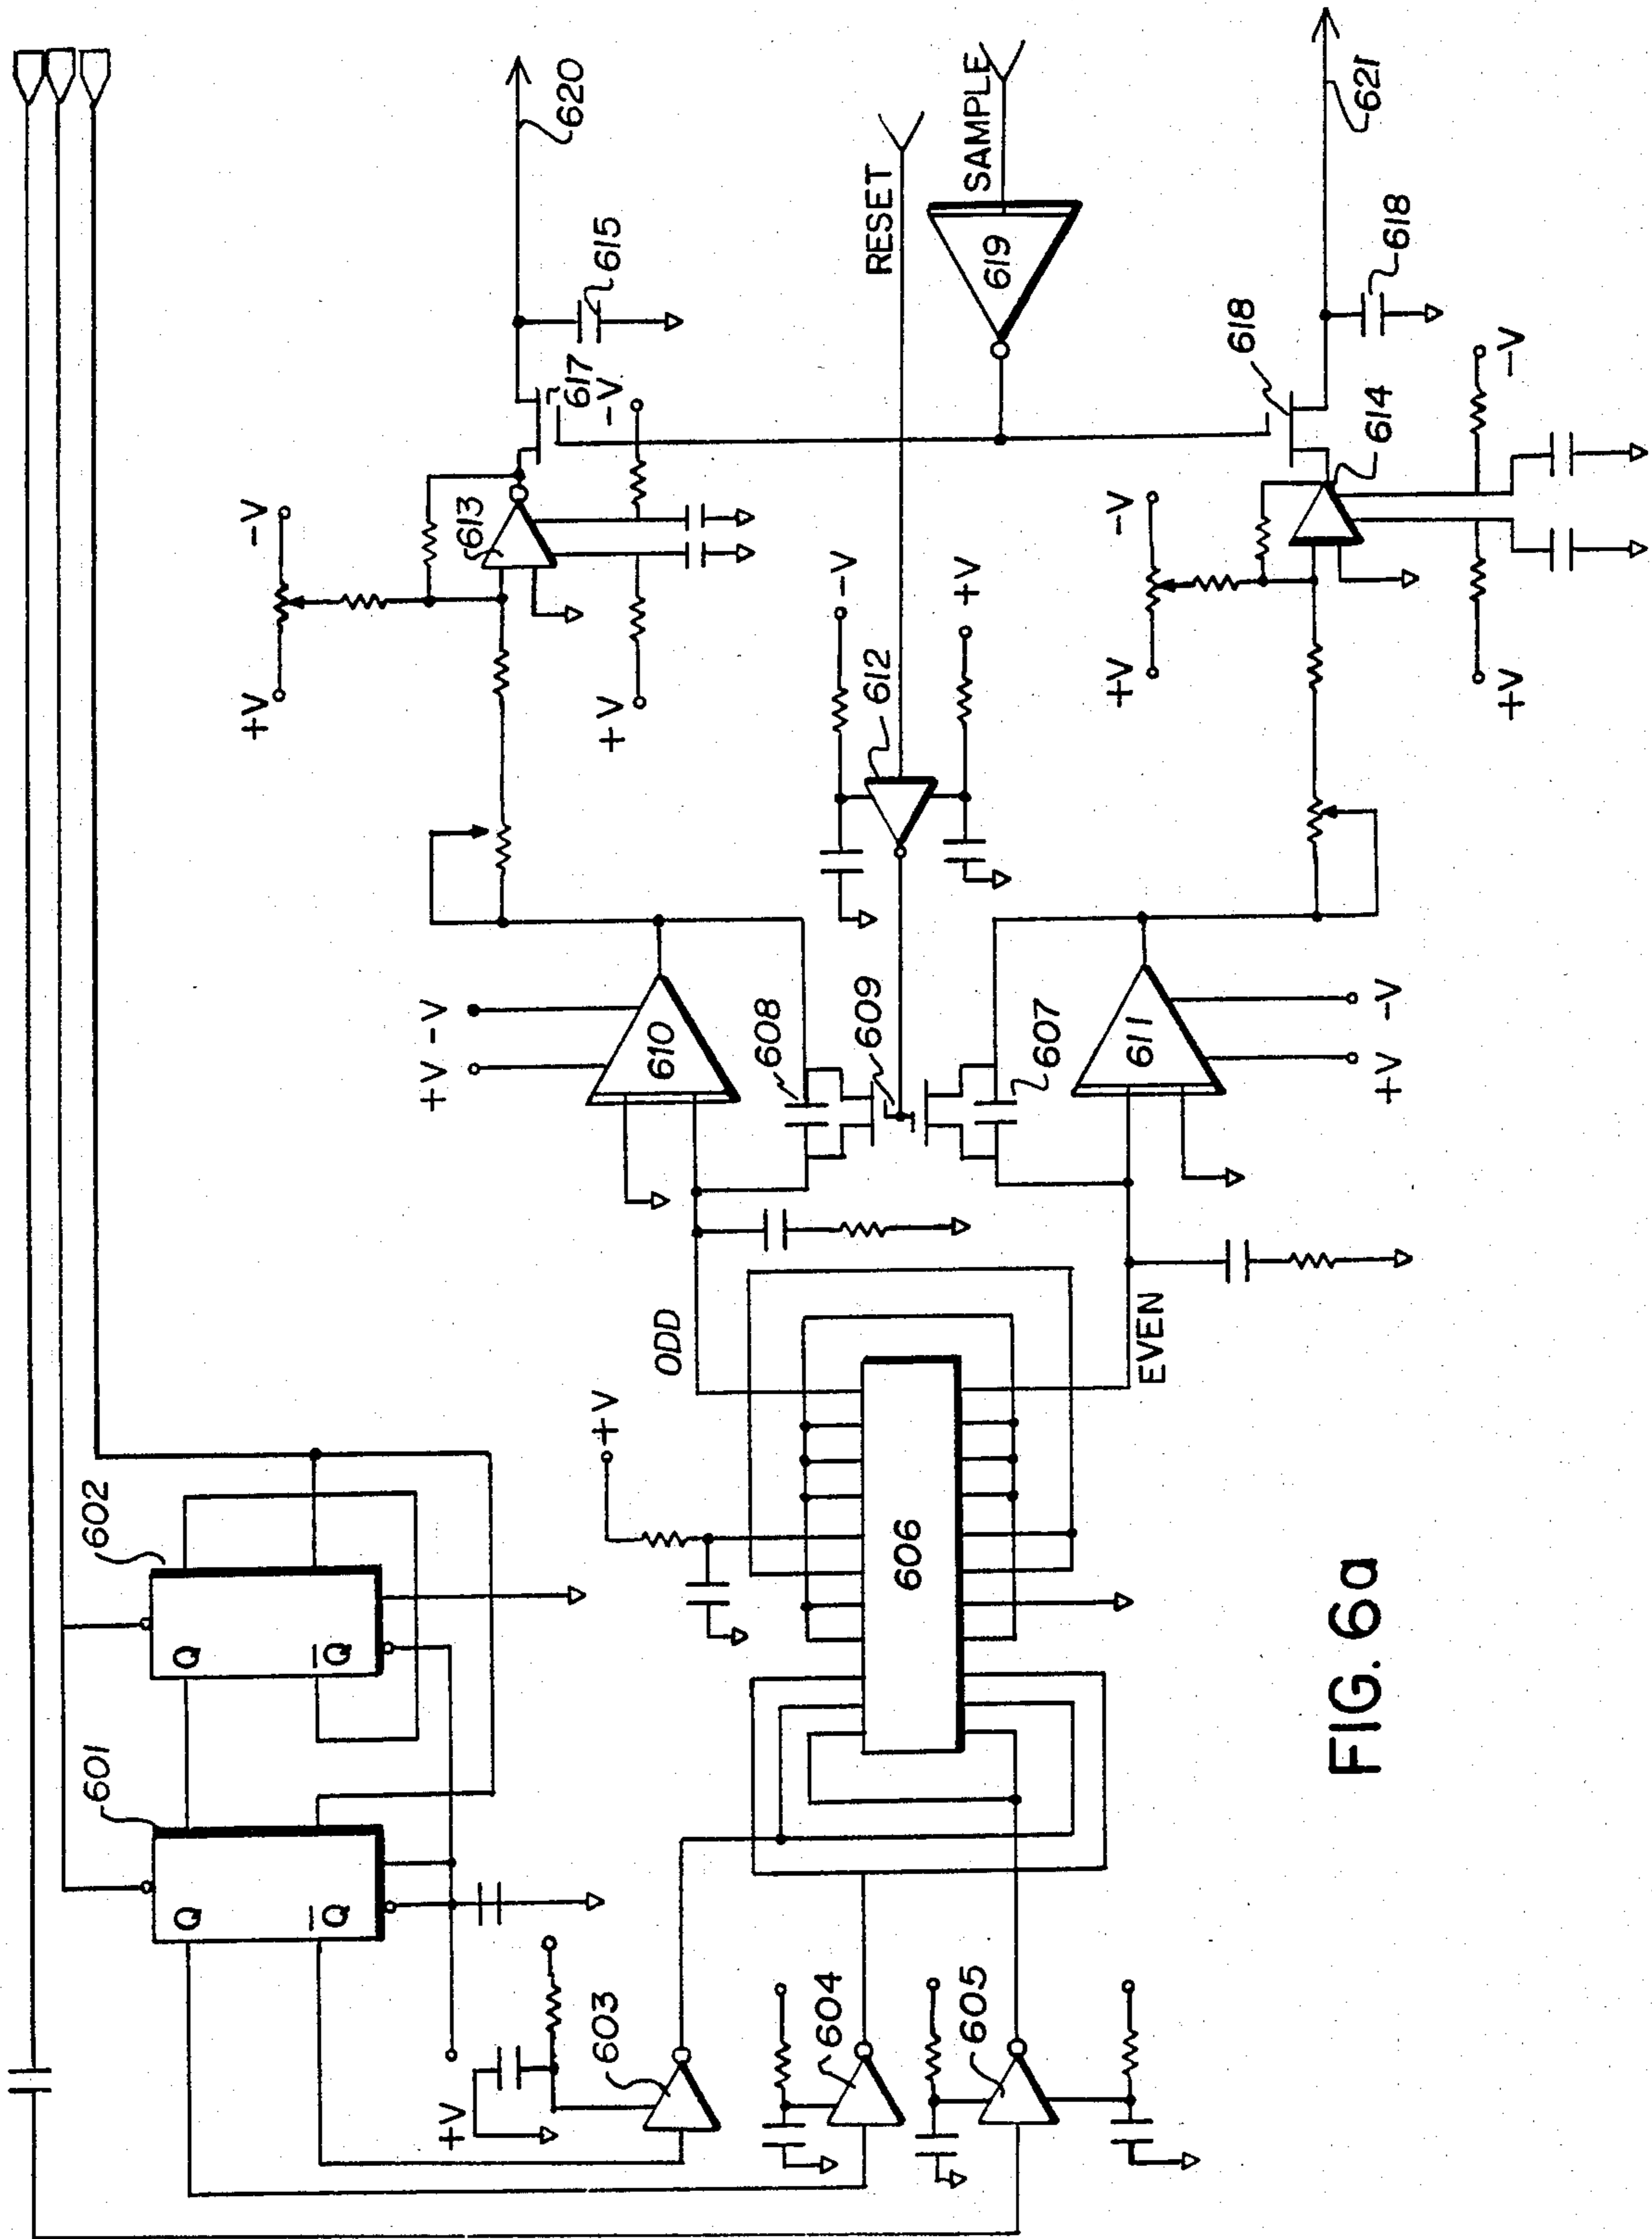 602
601
Q
Q
Q
Q
+V
603
604
605
+V
-V
613
617
-V
+V
615
620
+V
-V
610
608
609
607
611
-V
+V
612
-V
+V
RESET
SAMPLE
619
+V
-V
614
618
618
621
+V
-V
+V
ODD
606
EVEN
FIG. 6a